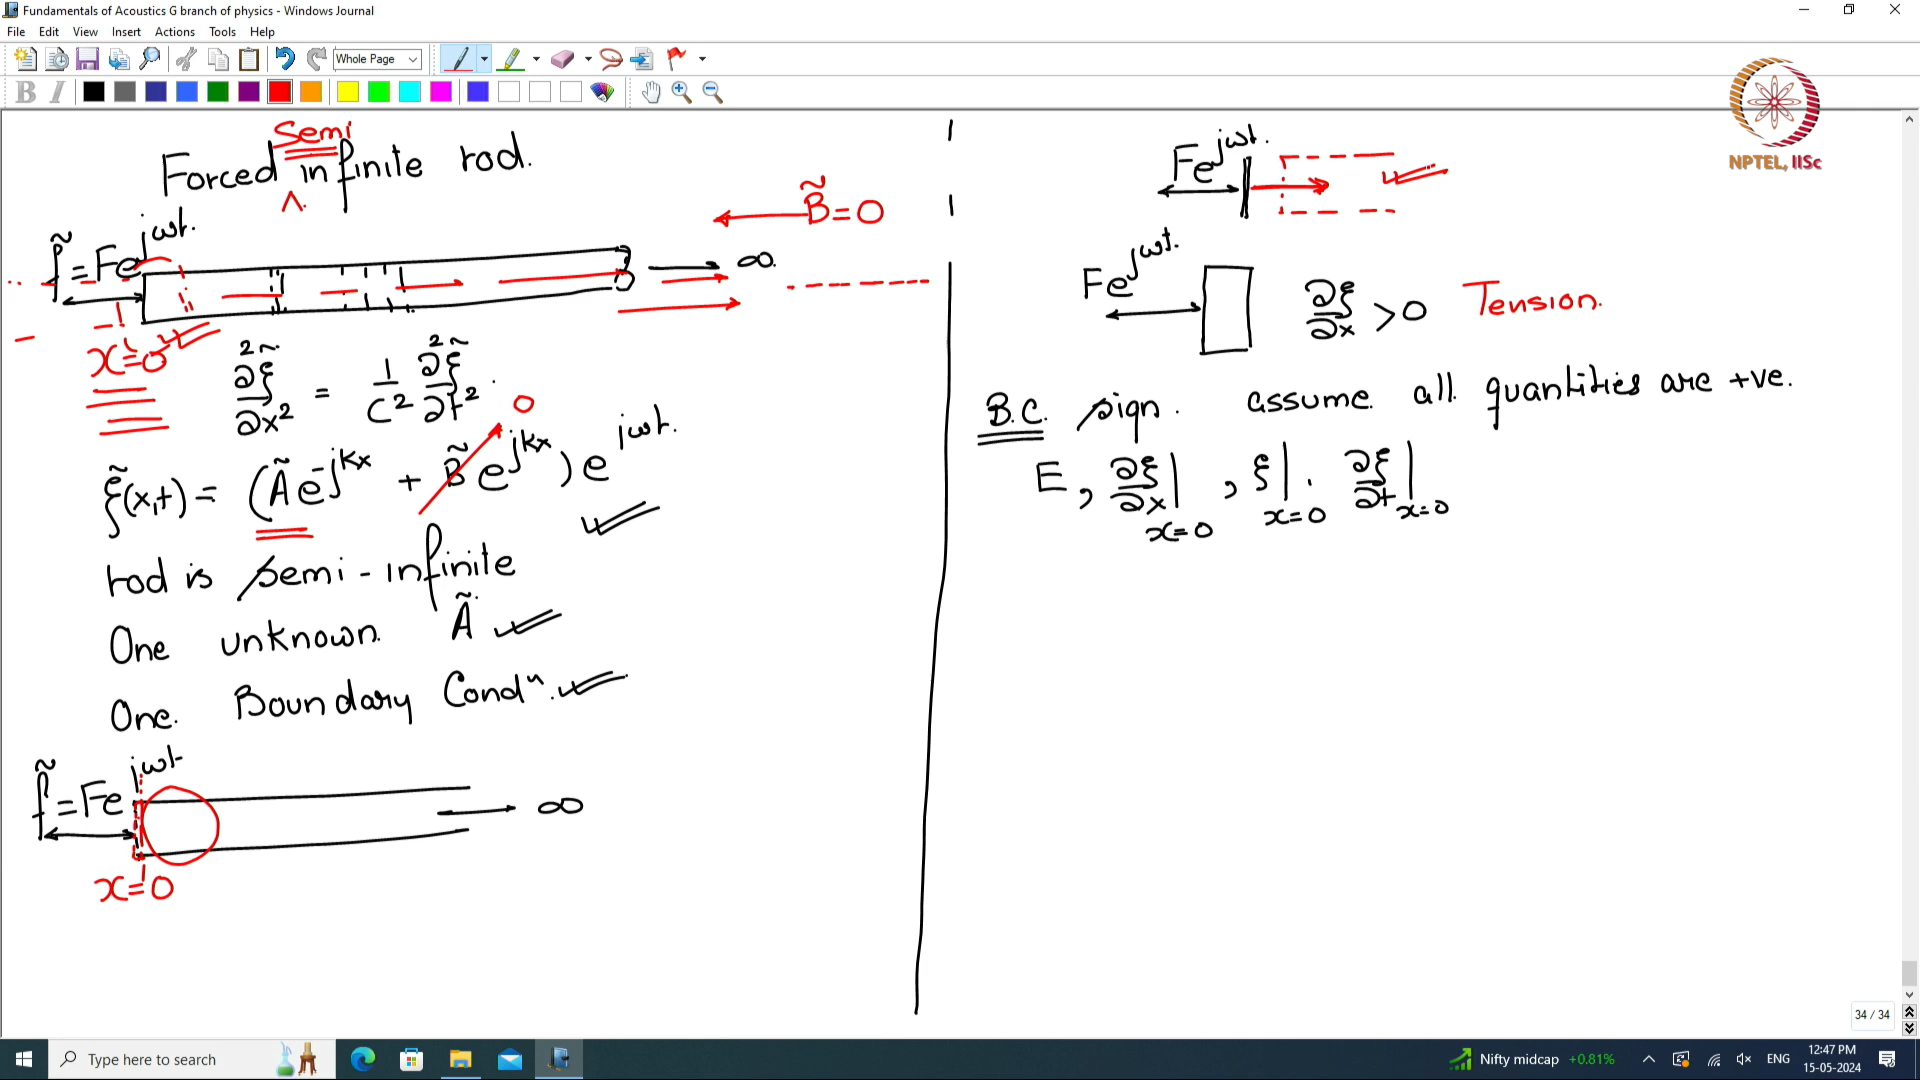 Fundamentals of Acoustics G branch of physics - Windows Journal
File Edit View Insert Actions Tools Help
Whole Page
B I
NPTEL, IISc
Semi
Forced ^ infinite rod.
B̃=0
f̃ = Fe^{jωt.}
∞
x=0
∂²ξ̃/∂x² = 1/c² ∂²ξ̃/∂t².
0
ξ̃(x,t) = (Ãe^{-jkx} + B̃e^{jkx})e^{jωt.}
rod is semi-infinite
One unknown Ã
One. Boundary Condⁿ.
f̃ = Fe^{jωt}
∞
x=0
Fe^{jωt.}
Fe^{jωt.}
∂ξ/∂x > 0 Tension.
B.C. sign. assume all quantities are +ve.
E, ∂ξ/∂x|x=0, ξ|x=0. ∂ξ/∂t|x=0
34 / 34
Type here to search
Nifty midcap +0.81%
ENG
12:47 PM
15-05-2024